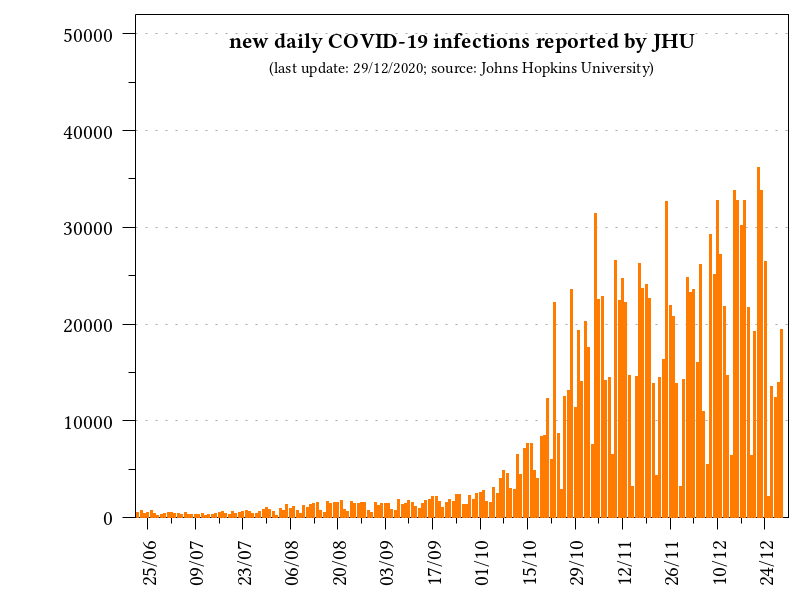 new daily COVID-19 infections reported by JHU
(last update: 29/12/2020; source: Johns Hopkins University)
50000
40000
30000
20000
10000
0
25/06 09/07 23/07 06/08 20/08 03/09 17/09 01/10 15/10 29/10 12/11 26/11 10/12 24/12